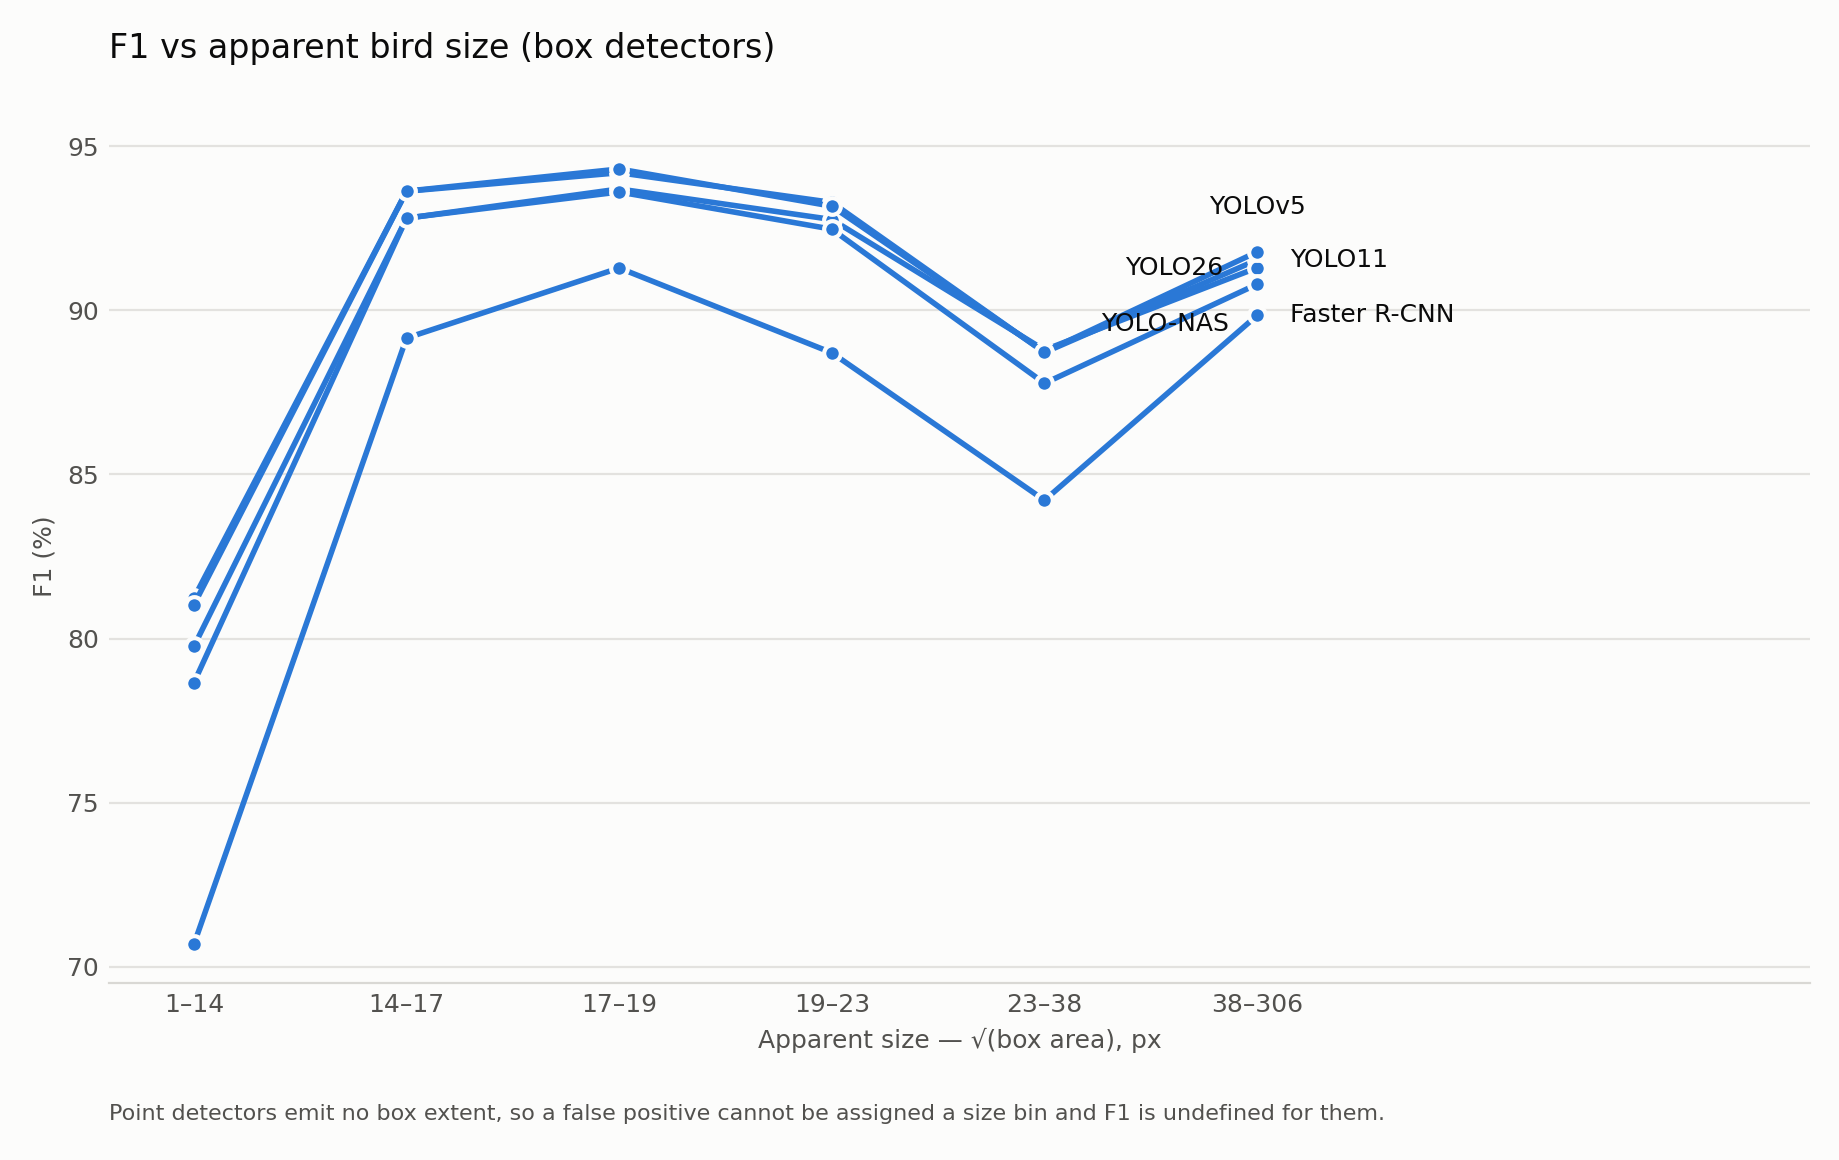 F1 vs apparent bird size (box detectors)
95
90
85
80
75
70
F1 (%)
YOLOv5
YOLO11
YOLO26
Faster R-CNN
YOLO-NAS
1–14
14–17
17–19
19–23
23–38
38–306
Apparent size — √(box area), px
Point detectors emit no box extent, so a false positive cannot be assigned a size bin and F1 is undefined for them.